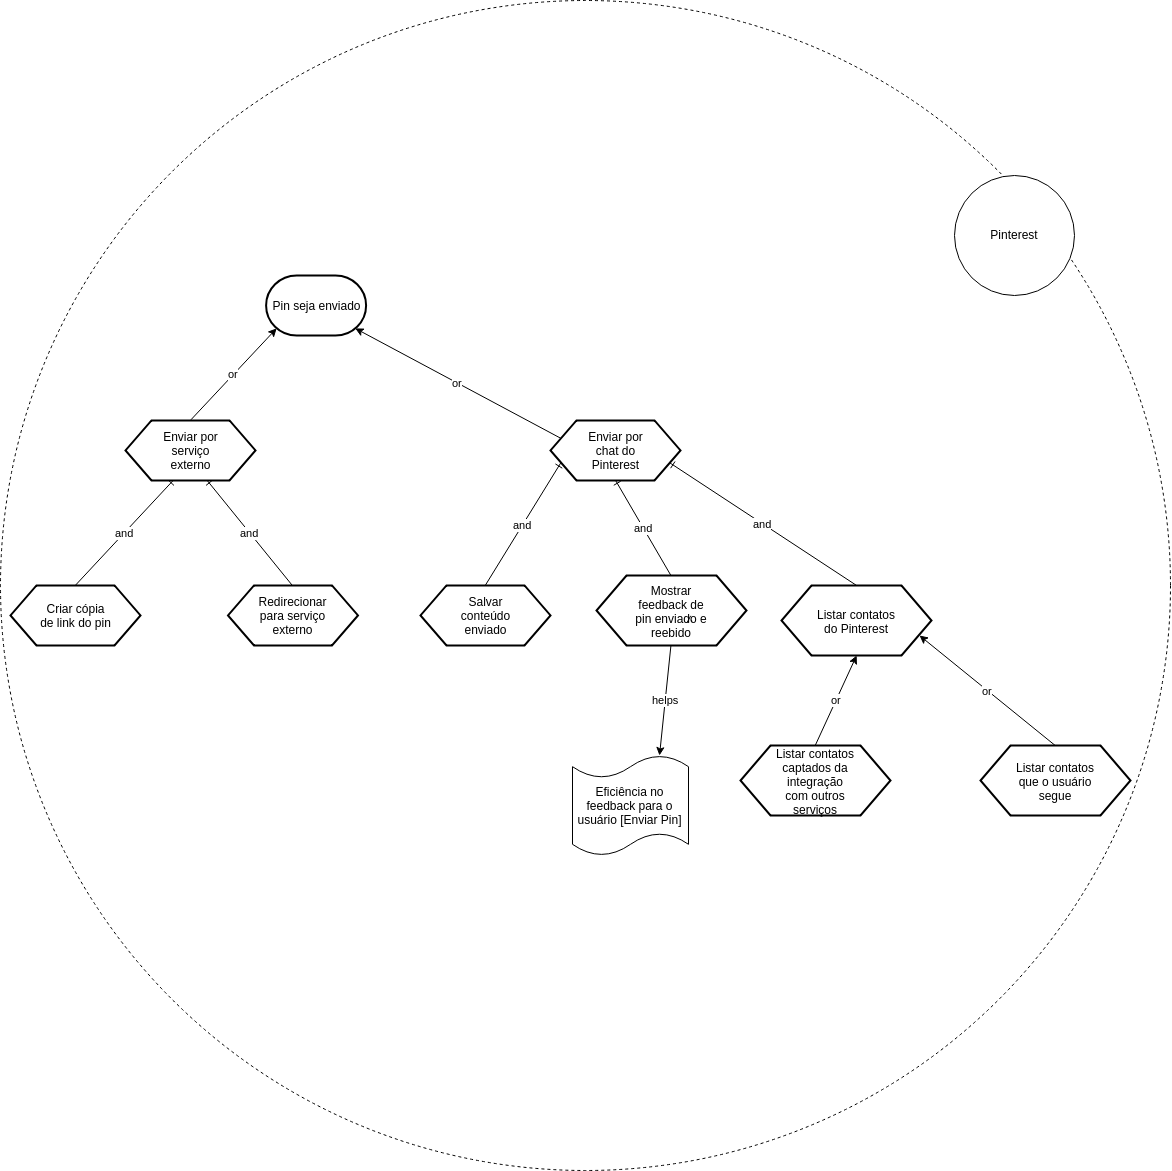 Pinterest
Pin seja enviado
or
or
Enviar por
serviço
externo
Enviar por
chat do
Pinterest
and
and
and
and
and
Criar cópia
de link do pin
Redirecionar
para serviço
externo
Salvar
conteúdo
enviado
Mostrar
feedback de
pin enviado e
reebido
Listar contatos
do Pinterest
helps
or
or
Eficiência no
feedback para o
usuário [Enviar Pin]
Listar contatos
captados da
integração
com outros
serviços
Listar contatos
que o usuário
segue